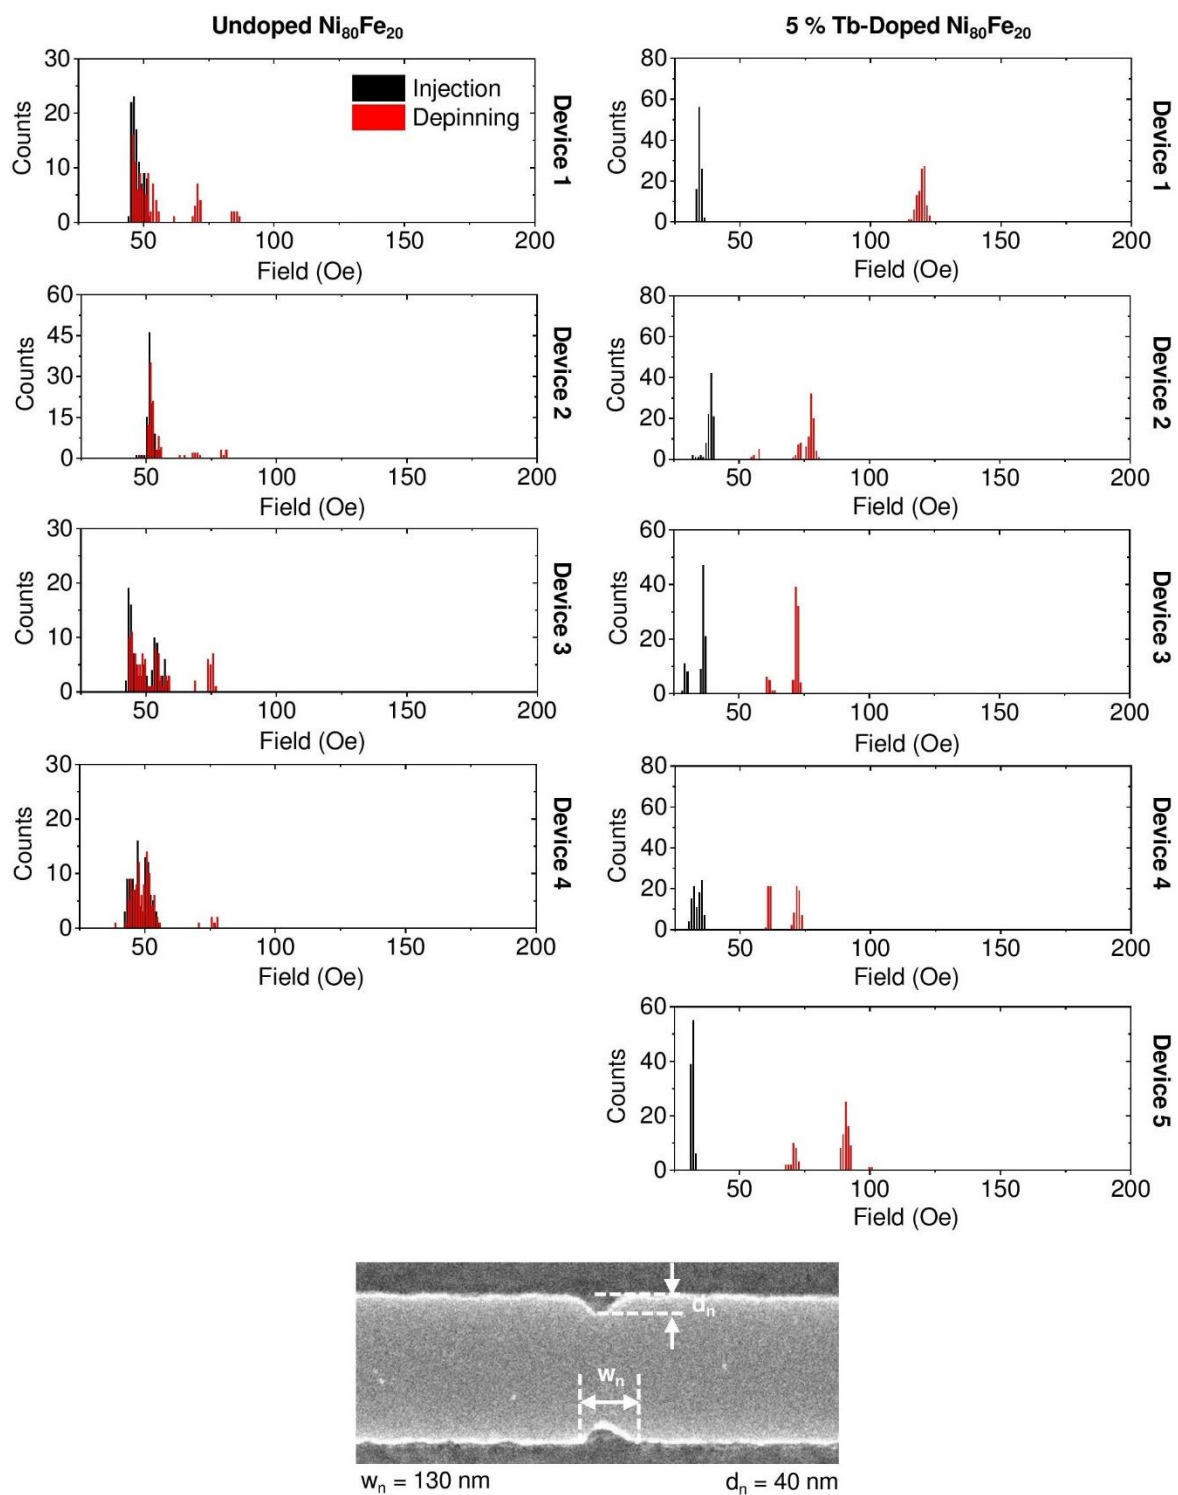 Undoped Ni₈₀Fe₂₀
5 % Tb-Doped Ni₈₀Fe₂₀
Injection
Depinning
Counts
30
20
10
0
50
100
150
200
Field (Oe)
Device 1
Counts
80
60
40
20
0
50
100
150
200
Field (Oe)
Device 1
Counts
60
45
30
15
0
50
100
150
200
Field (Oe)
Device 2
Counts
80
60
40
20
0
50
100
150
200
Field (Oe)
Device 2
Counts
30
20
10
0
50
100
150
200
Field (Oe)
Device 3
Counts
60
40
20
0
50
100
150
200
Field (Oe)
Device 3
Counts
30
20
10
0
50
100
150
200
Field (Oe)
Device 4
Counts
80
60
40
20
0
50
100
150
200
Field (Oe)
Device 4
Counts
60
40
20
0
50
100
150
200
Field (Oe)
Device 5
dₙ
wₙ
wₙ = 130 nm
dₙ = 40 nm